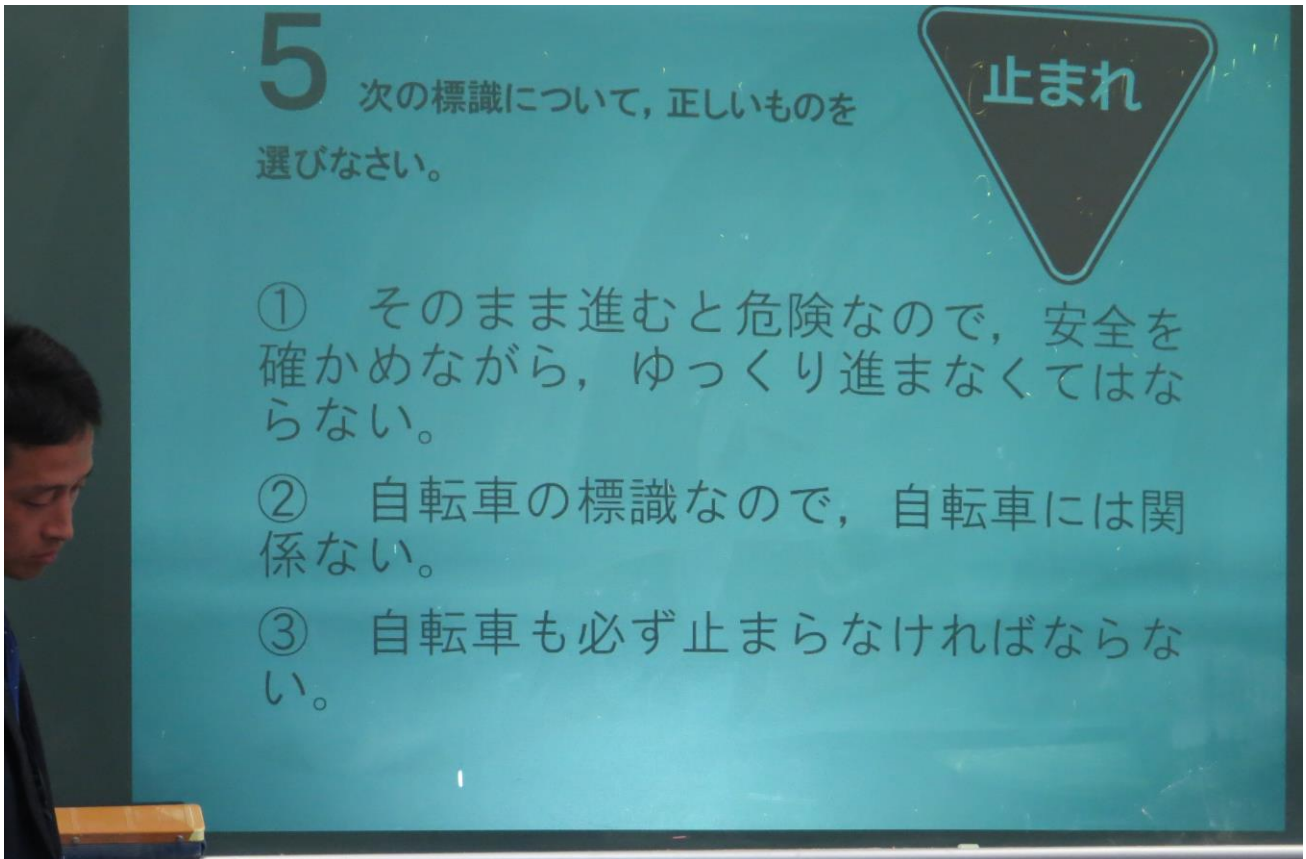 止まれ
5 次の標識について，正しいものを
選びなさい。
① そのまま進むと危険なので，安全を
確かめながら，ゆっくり進まなくてはな
らない。
② 自転車の標識なので，自転車には関
係ない。
③ 自転車も必ず止まらなければならな
い。